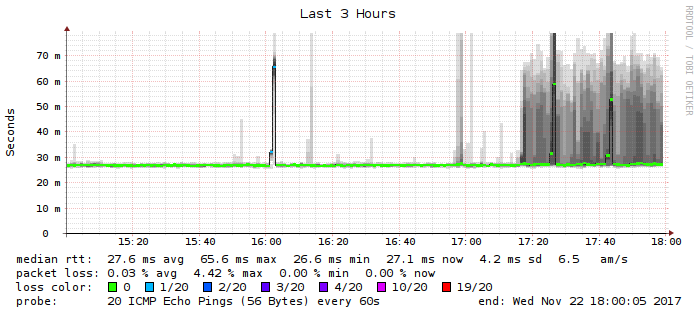 Last 3 Hours
RRDTOOL / TOBI OETIKER
Seconds
70 m
60 m
50 m
40 m
30 m
20 m
10 m
0
15:20 15:40 16:00 16:20 16:40 17:00 17:20 17:40 18:00
median rtt: 27.6 ms avg 65.6 ms max 26.6 ms min 27.1 ms now 4.2 ms sd 6.5 am/s
packet loss: 0.03 % avg 4.42 % max 0.00 % min 0.00 % now
loss color: 0 1/20 2/20 3/20 4/20 10/20 19/20
probe: 20 ICMP Echo Pings (56 Bytes) every 60s end: Wed Nov 22 18:00:05 2017